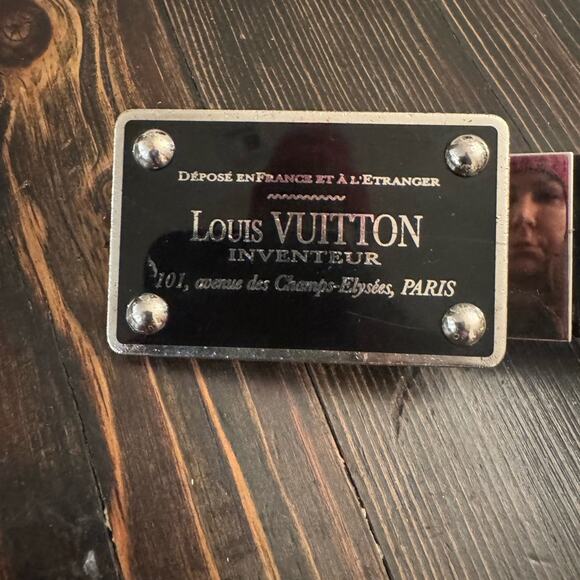 DÉPOSÉ EN FRANCE ET À L'ETRANGER
LOUIS VUITTON
INVENTEUR
101, avenue des Champs-Elysées, PARIS